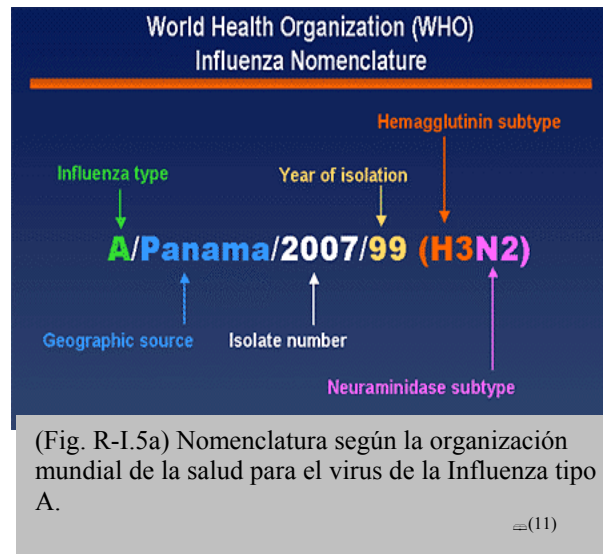 World Health Organization (WHO)
Influenza Nomenclature
Hemagglutinin subtype
Influenza type
Year of isolation
A/Panama/2007/99 (H3N2)
Geographic source
Isolate number
Neuraminidase subtype
(Fig. R-I.5a) Nomenclatura según la organización
mundial de la salud para el virus de la Influenza tipo
A.
(11)